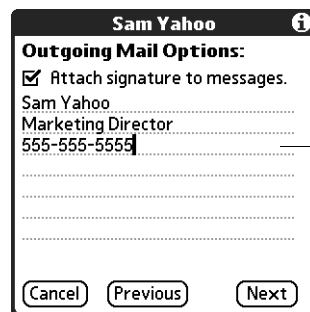 Sam Yahoo
Outgoing Mail Options:
Attach signature to messages.
Sam Yahoo
Marketing Director
555-555-5555
Cancel Previous Next